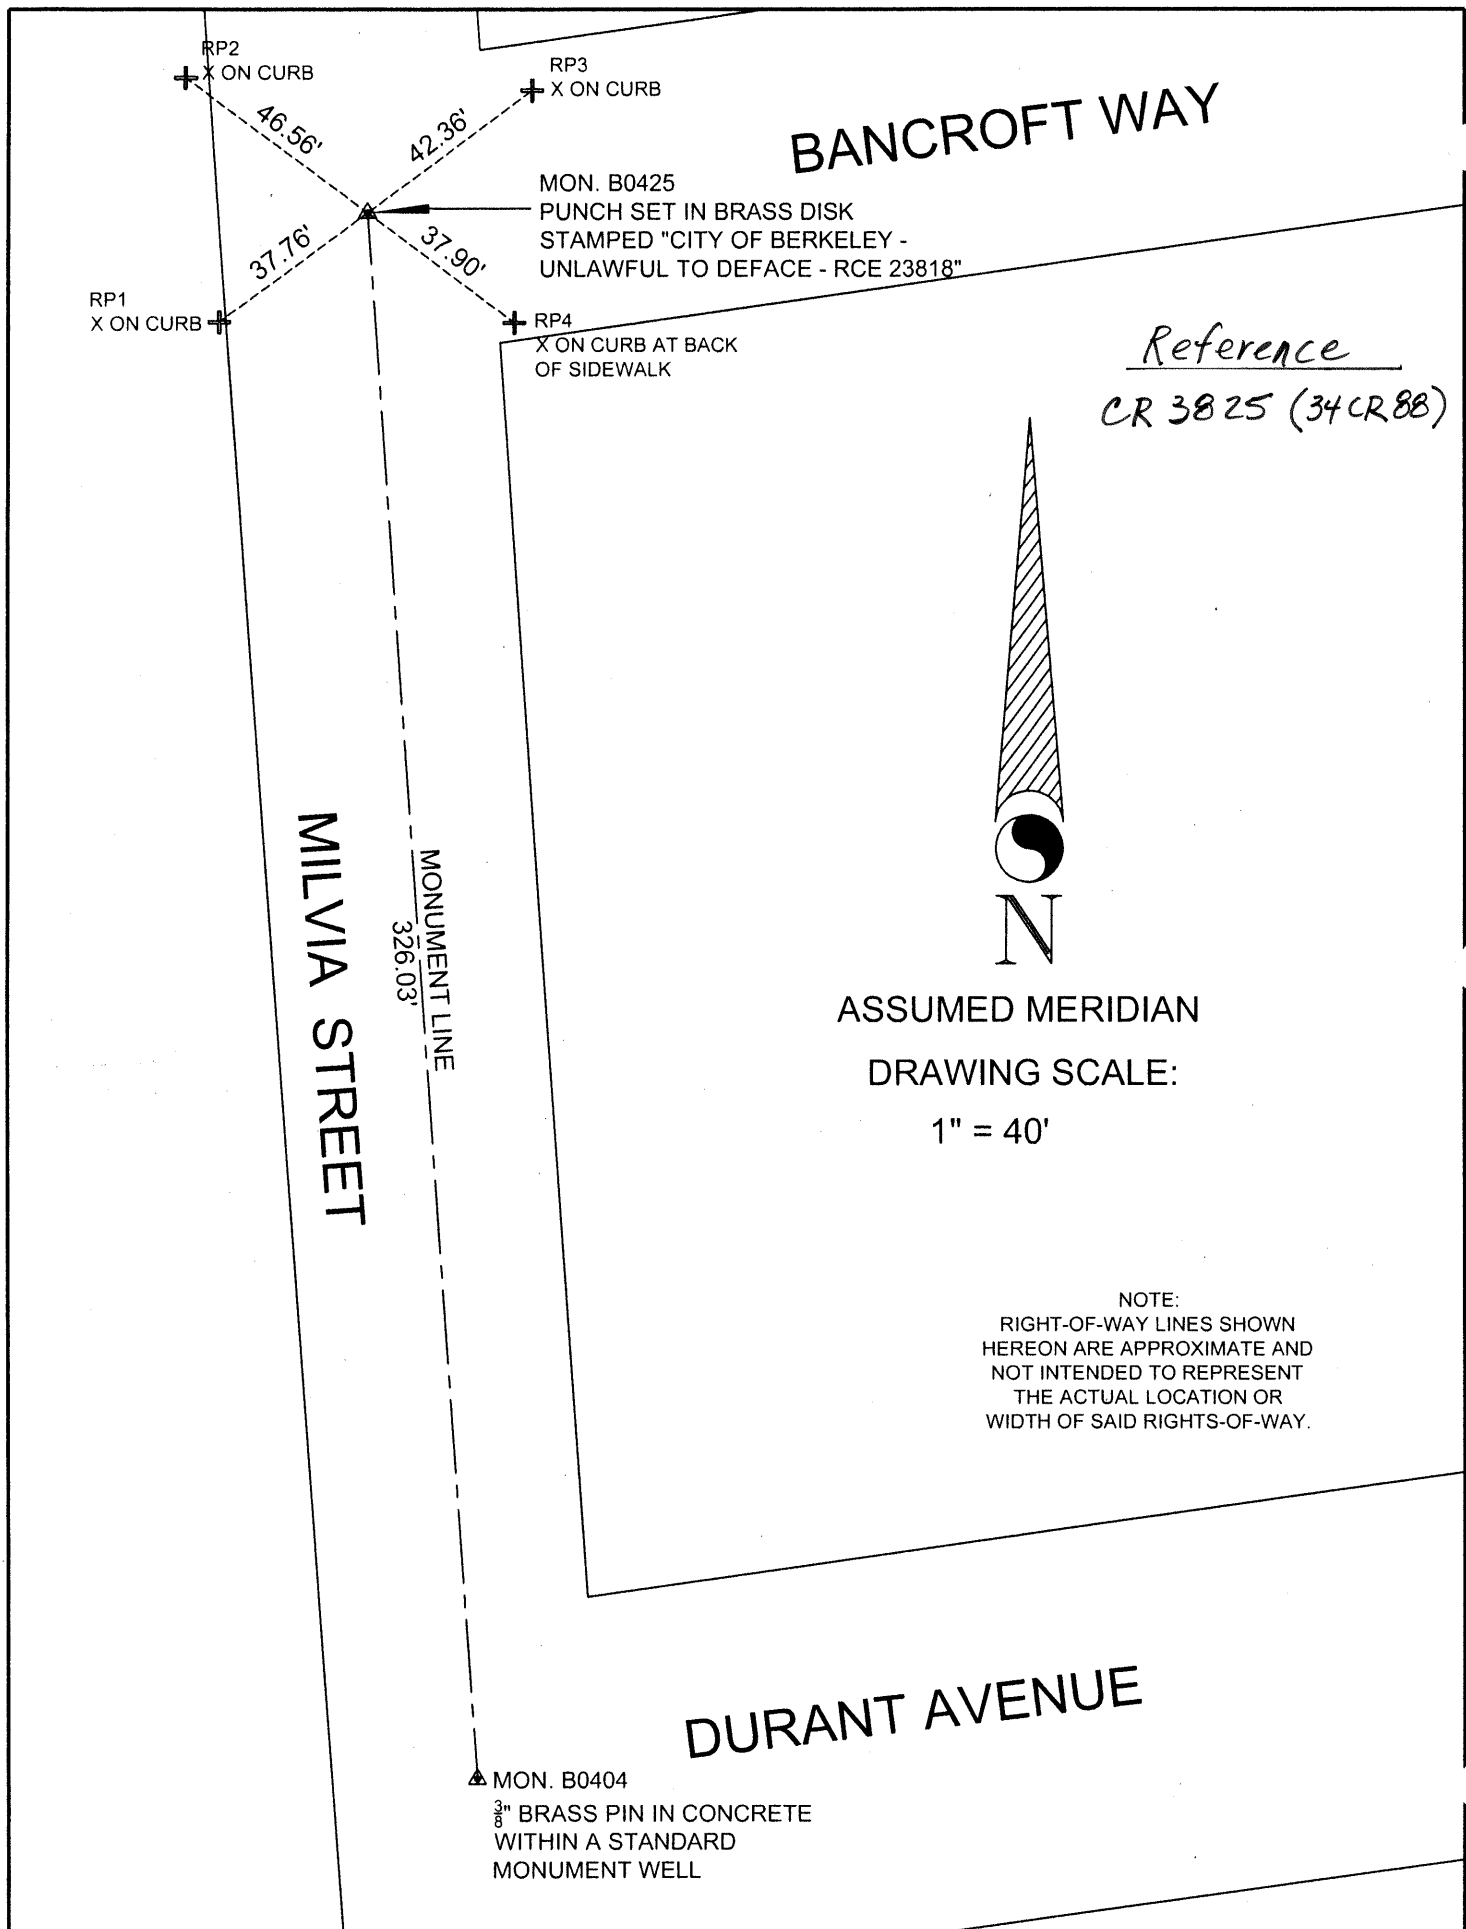 RP2
X ON CURB
RP3
X ON CURB
46.56'
42.36'
BANCROFT WAY
MON. B0425
PUNCH SET IN BRASS DISK
STAMPED "CITY OF BERKELEY -
UNLAWFUL TO DEFACE - RCE 23818"
37.76'
37.90'
RP1
X ON CURB
RP4
X ON CURB AT BACK
OF SIDEWALK
Reference
CR 3825 (34 CR 88)
MILVIA STREET
MONUMENT LINE
326.03'
N
ASSUMED MERIDIAN
DRAWING SCALE:
1" = 40'
NOTE:
RIGHT-OF-WAY LINES SHOWN
HEREON ARE APPROXIMATE AND
NOT INTENDED TO REPRESENT
THE ACTUAL LOCATION OR
WIDTH OF SAID RIGHTS-OF-WAY.
DURANT AVENUE
MON. B0404
3/8" BRASS PIN IN CONCRETE
WITHIN A STANDARD
MONUMENT WELL